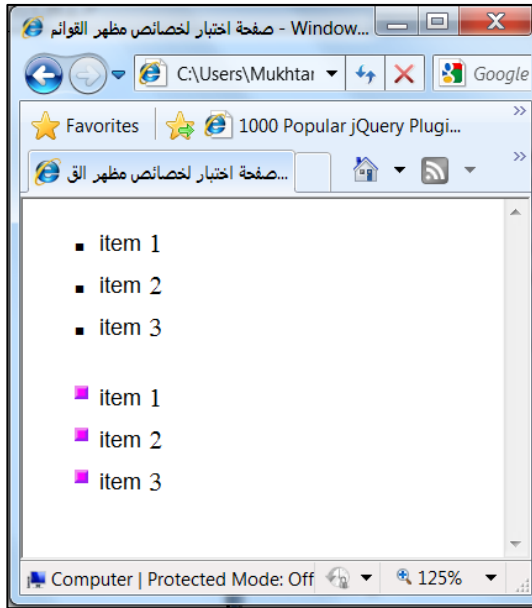 صفحة اختبار لخصائص مظهر القوائم - Window...
C:\Users\Mukhtar
Google
Favorites
1000 Popular jQuery Plugi...
صفحة اختبار لخصائص مظهر الق...
item 1
item 2
item 3
item 1
item 2
item 3
Computer | Protected Mode: Off
125%